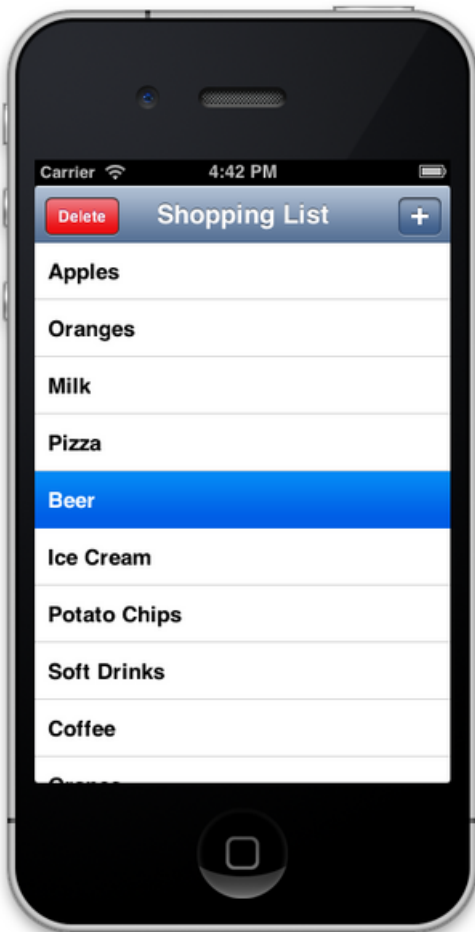 Carrier 4:42 PM
Delete Shopping List +
Apples
Oranges
Milk
Pizza
Beer
Ice Cream
Potato Chips
Soft Drinks
Coffee